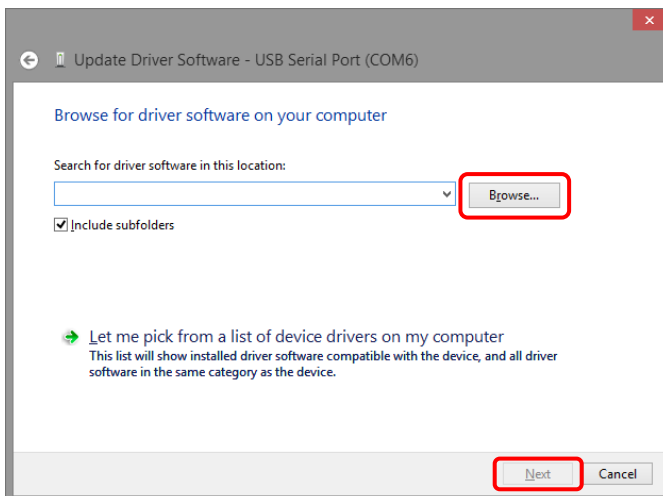 Update Driver Software - USB Serial Port (COM6)
Browse for driver software on your computer
Search for driver software in this location:
Browse...
Include subfolders
Let me pick from a list of device drivers on my computer
This list will show installed driver software compatible with the device, and all driver
software in the same category as the device.
Next Cancel